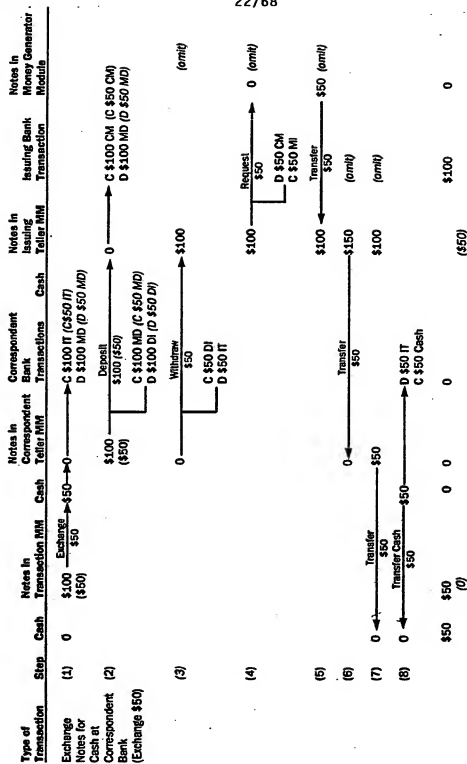 22/68
Type of Transaction Step Cash Notes in Transaction MM Cash Notes in Correspondent Teller MM Correspondent Bank Transactions Cash Notes in Issuing Teller MM Issuing Bank Transaction Notes in Money Generator Module
Exchange Notes for Cash at Correspondent Bank (Exchange $50)
(1) 0 $100 ($50) Exchange $50 $50 0 C $100 IT (C$50 IT)
D $100 MD (D $50 MD)
(2) $100 ($50) Deposit $100 ($50) 0 C $100 CM (C $50 CM)
D $100 MD (D $50 MD)
C $100 MD (C $50 MD)
D $100 DI (D $50 DI)
(3) 0 Withdraw $50 $100 (omit)
C $50 DI
D $50 IT
(4) $100 Request $50 0 (omit)
D $50 CM
C $50 MI
(5) $100 Transfer $50 $50 (omit)
(6) 0 Transfer $50 $150 (omit)
(7) 0 Transfer $50 $50 $100 (omit)
(8) 0 Transfer Cash $50 $50 D $50 IT
C $50 Cash
$50 $50 0 0 0 $100 0
(0) ($50)